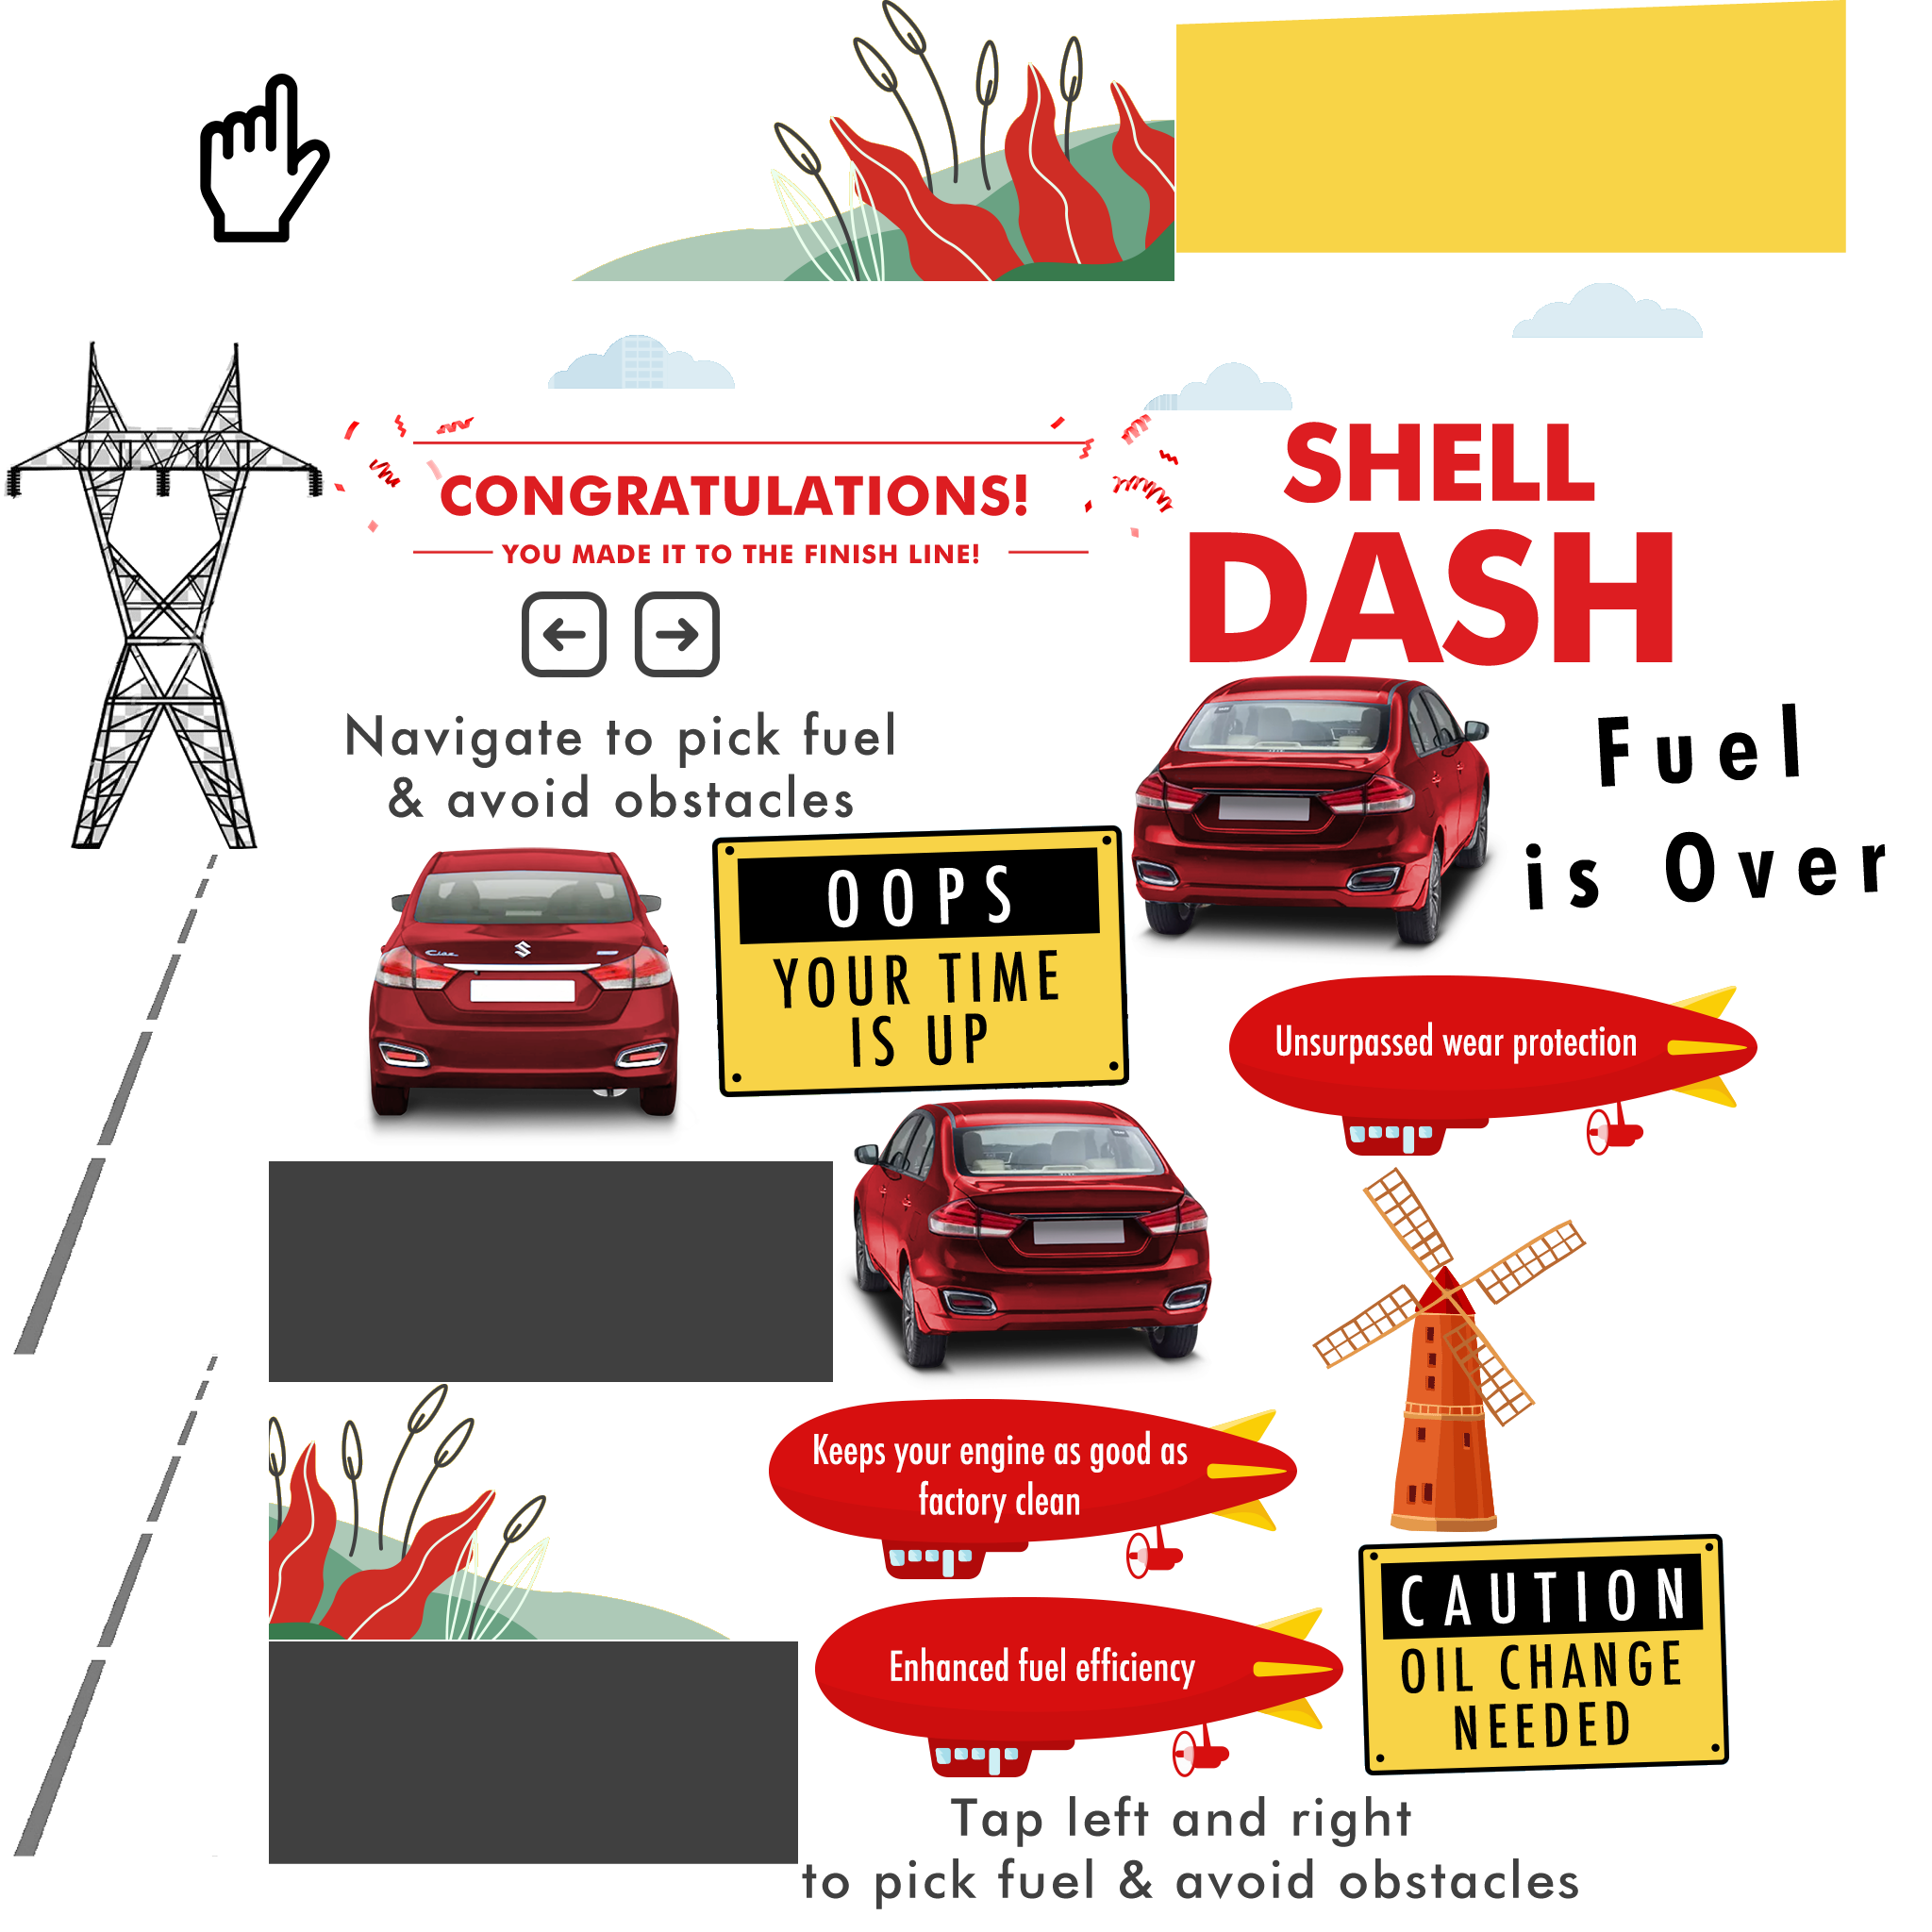 CONGRATULATIONS!
YOU MADE IT TO THE FINISH LINE!
SHELL
DASH
Navigate to pick fuel
& avoid obstacles
Fuel
is Over
OOPS
YOUR TIME
IS UP
Ciaz
Unsurpassed wear protection
Keeps your engine as good as
factory clean
Enhanced fuel efficiency
CAUTION
OIL CHANGE
NEEDED
Tap left and right
to pick fuel & avoid obstacles